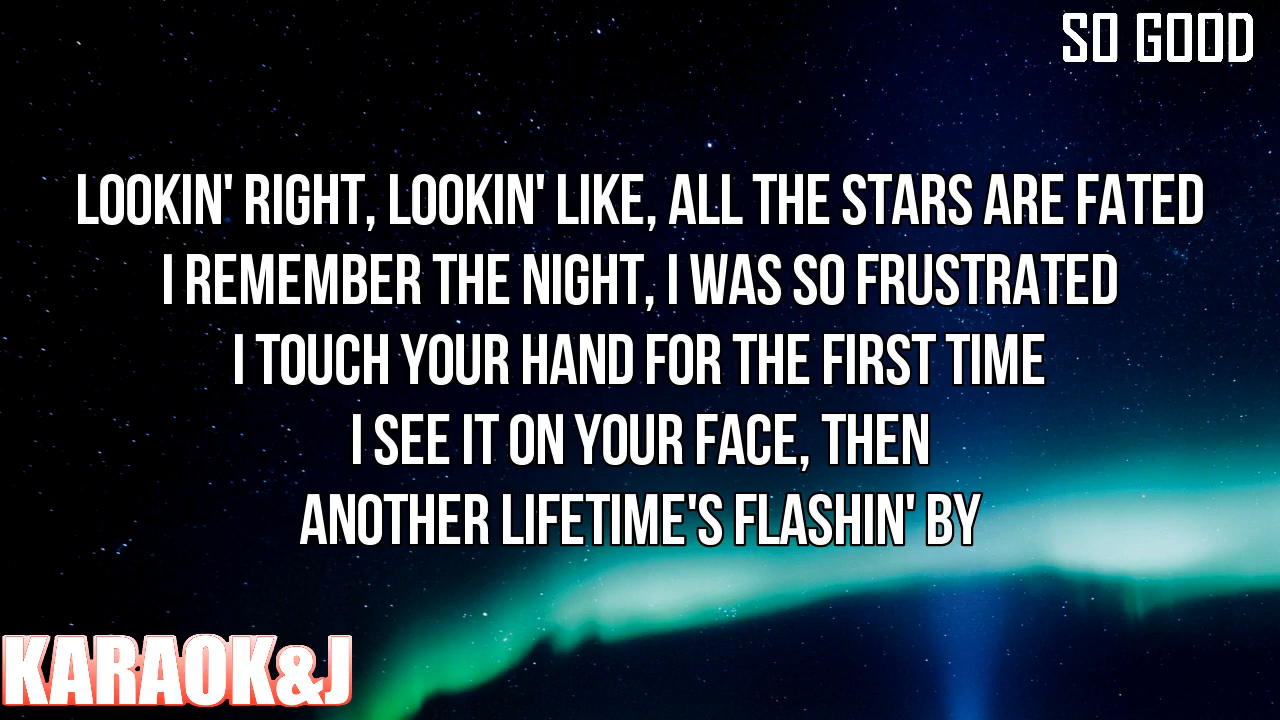 SO GOOD
LOOKIN' RIGHT, LOOKIN' LIKE, ALL THE STARS ARE FATED
I REMEMBER THE NIGHT, I WAS SO FRUSTRATED
I TOUCH YOUR HAND FOR THE FIRST TIME
I SEE IT ON YOUR FACE, THEN
ANOTHER LIFETIME'S FLASHIN' BY
KARAOK&J